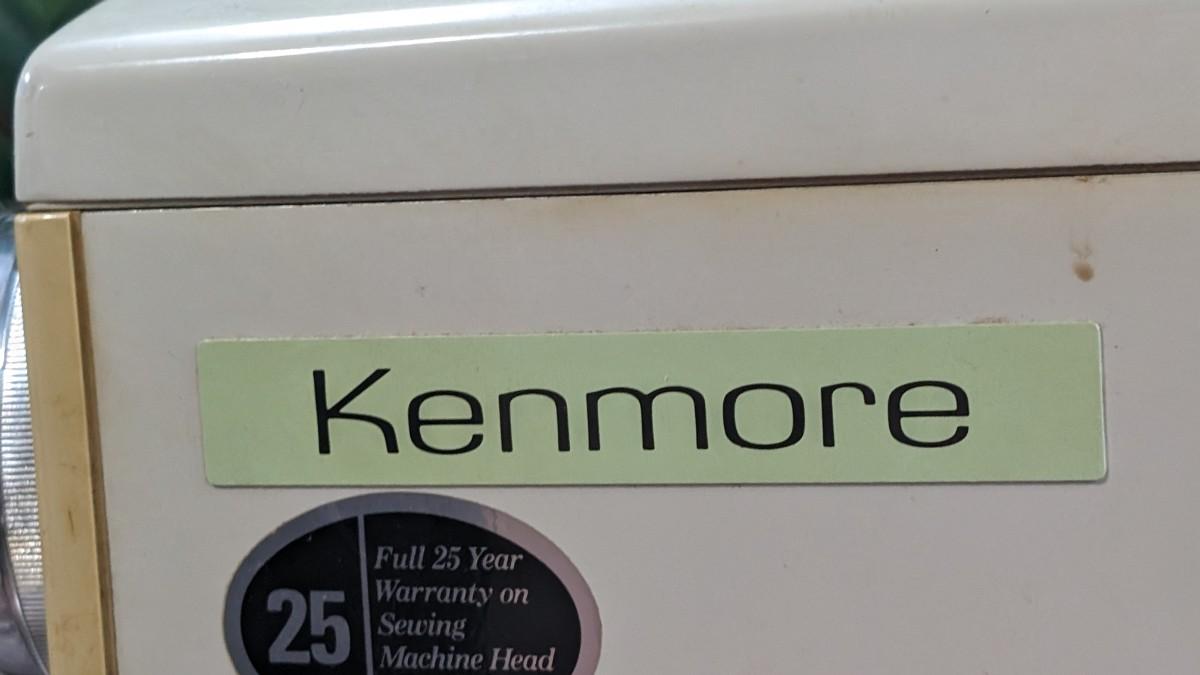 Kenmore
25
Full 25 Year
Warranty on
Sewing
Machine Head